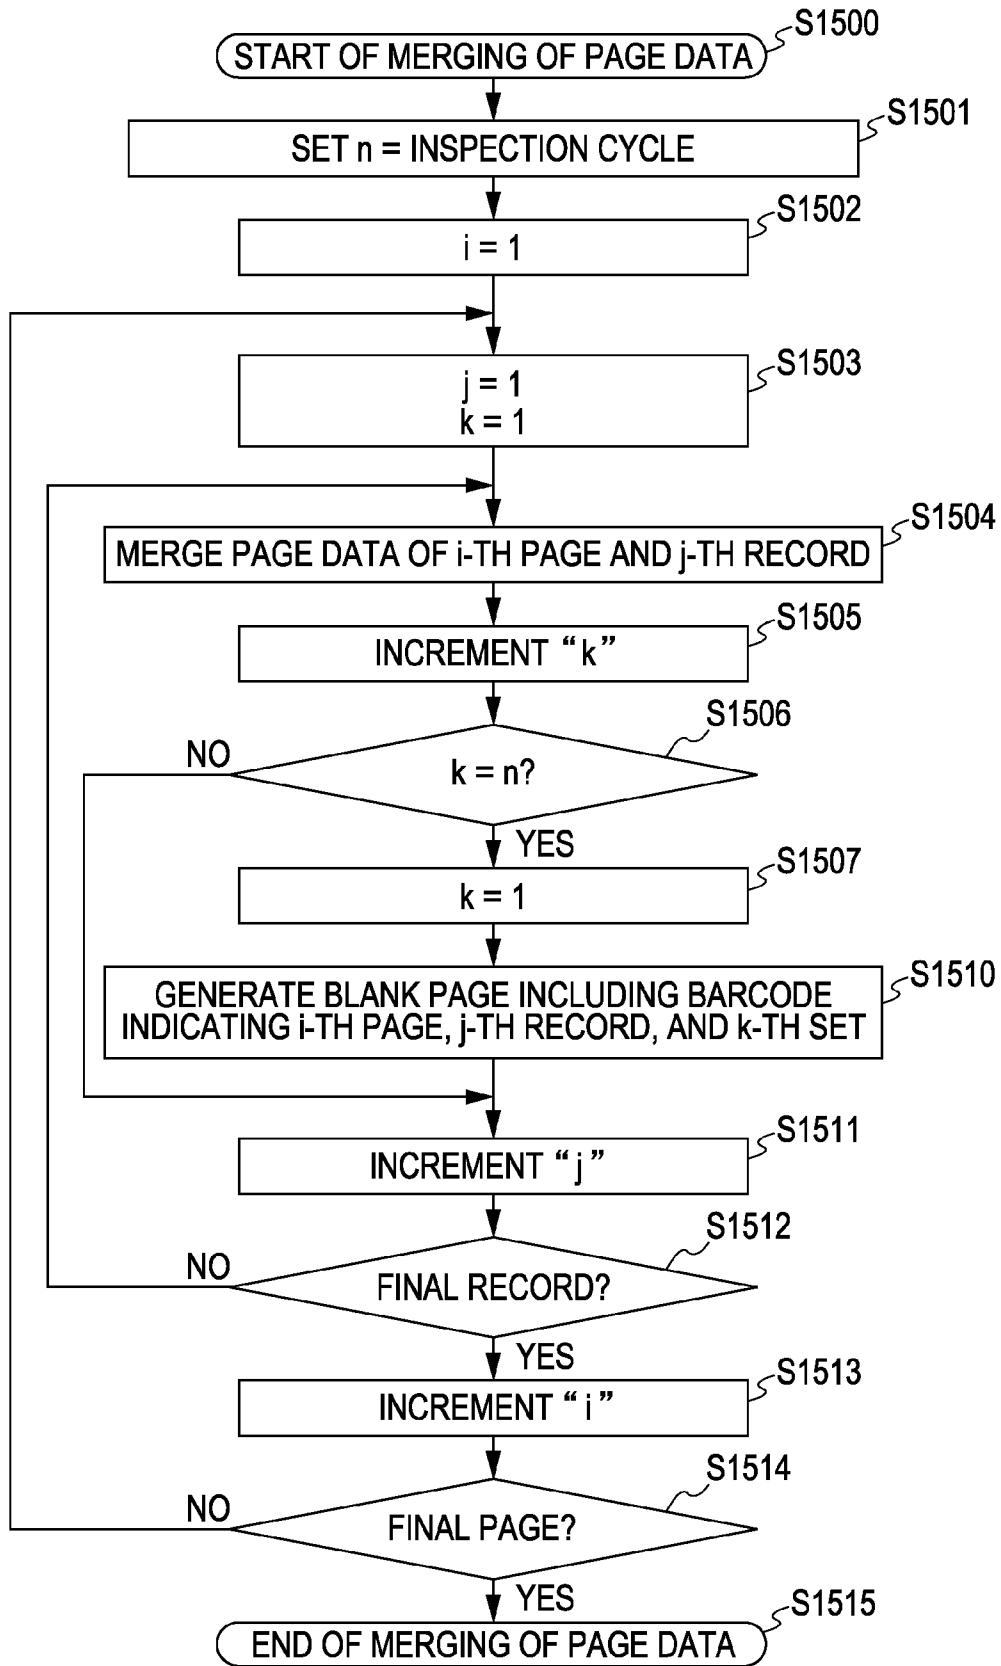 S1500
START OF MERGING OF PAGE DATA
S1501
SET n = INSPECTION CYCLE
S1502
i = 1
S1503
j = 1
k = 1
S1504
MERGE PAGE DATA OF i-TH PAGE AND j-TH RECORD
S1505
INCREMENT “k”
S1506
NO
k = n?
YES
S1507
k = 1
S1510
GENERATE BLANK PAGE INCLUDING BARCODE
INDICATING i-TH PAGE, j-TH RECORD, AND k-TH SET
S1511
INCREMENT “j”
S1512
NO
FINAL RECORD?
YES
S1513
INCREMENT “i”
S1514
NO
FINAL PAGE?
YES
S1515
END OF MERGING OF PAGE DATA